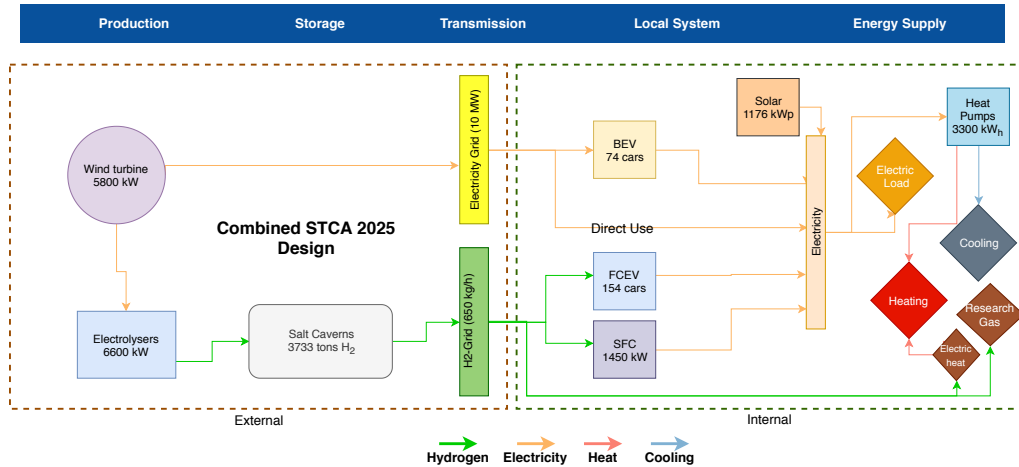 Production
Storage
Transmission
Local System
Energy Supply
Wind turbine
5800 kW
Electrolysers
6600 kW
Combined STCA 2025
Design
Salt Caverns
3733 tons H2
Electricity Grid (10 MW)
H2-Grid (650 kg/h)
BEV
74 cars
Direct Use
FCEV
154 cars
SFC
1450 kW
Solar
1176 kWp
Electricity
Heat
Pumps
3300 kWh
Electric
Load
Cooling
Heating
Research
Gas
Electric
heat
External
Internal
Hydrogen
Electricity
Heat
Cooling